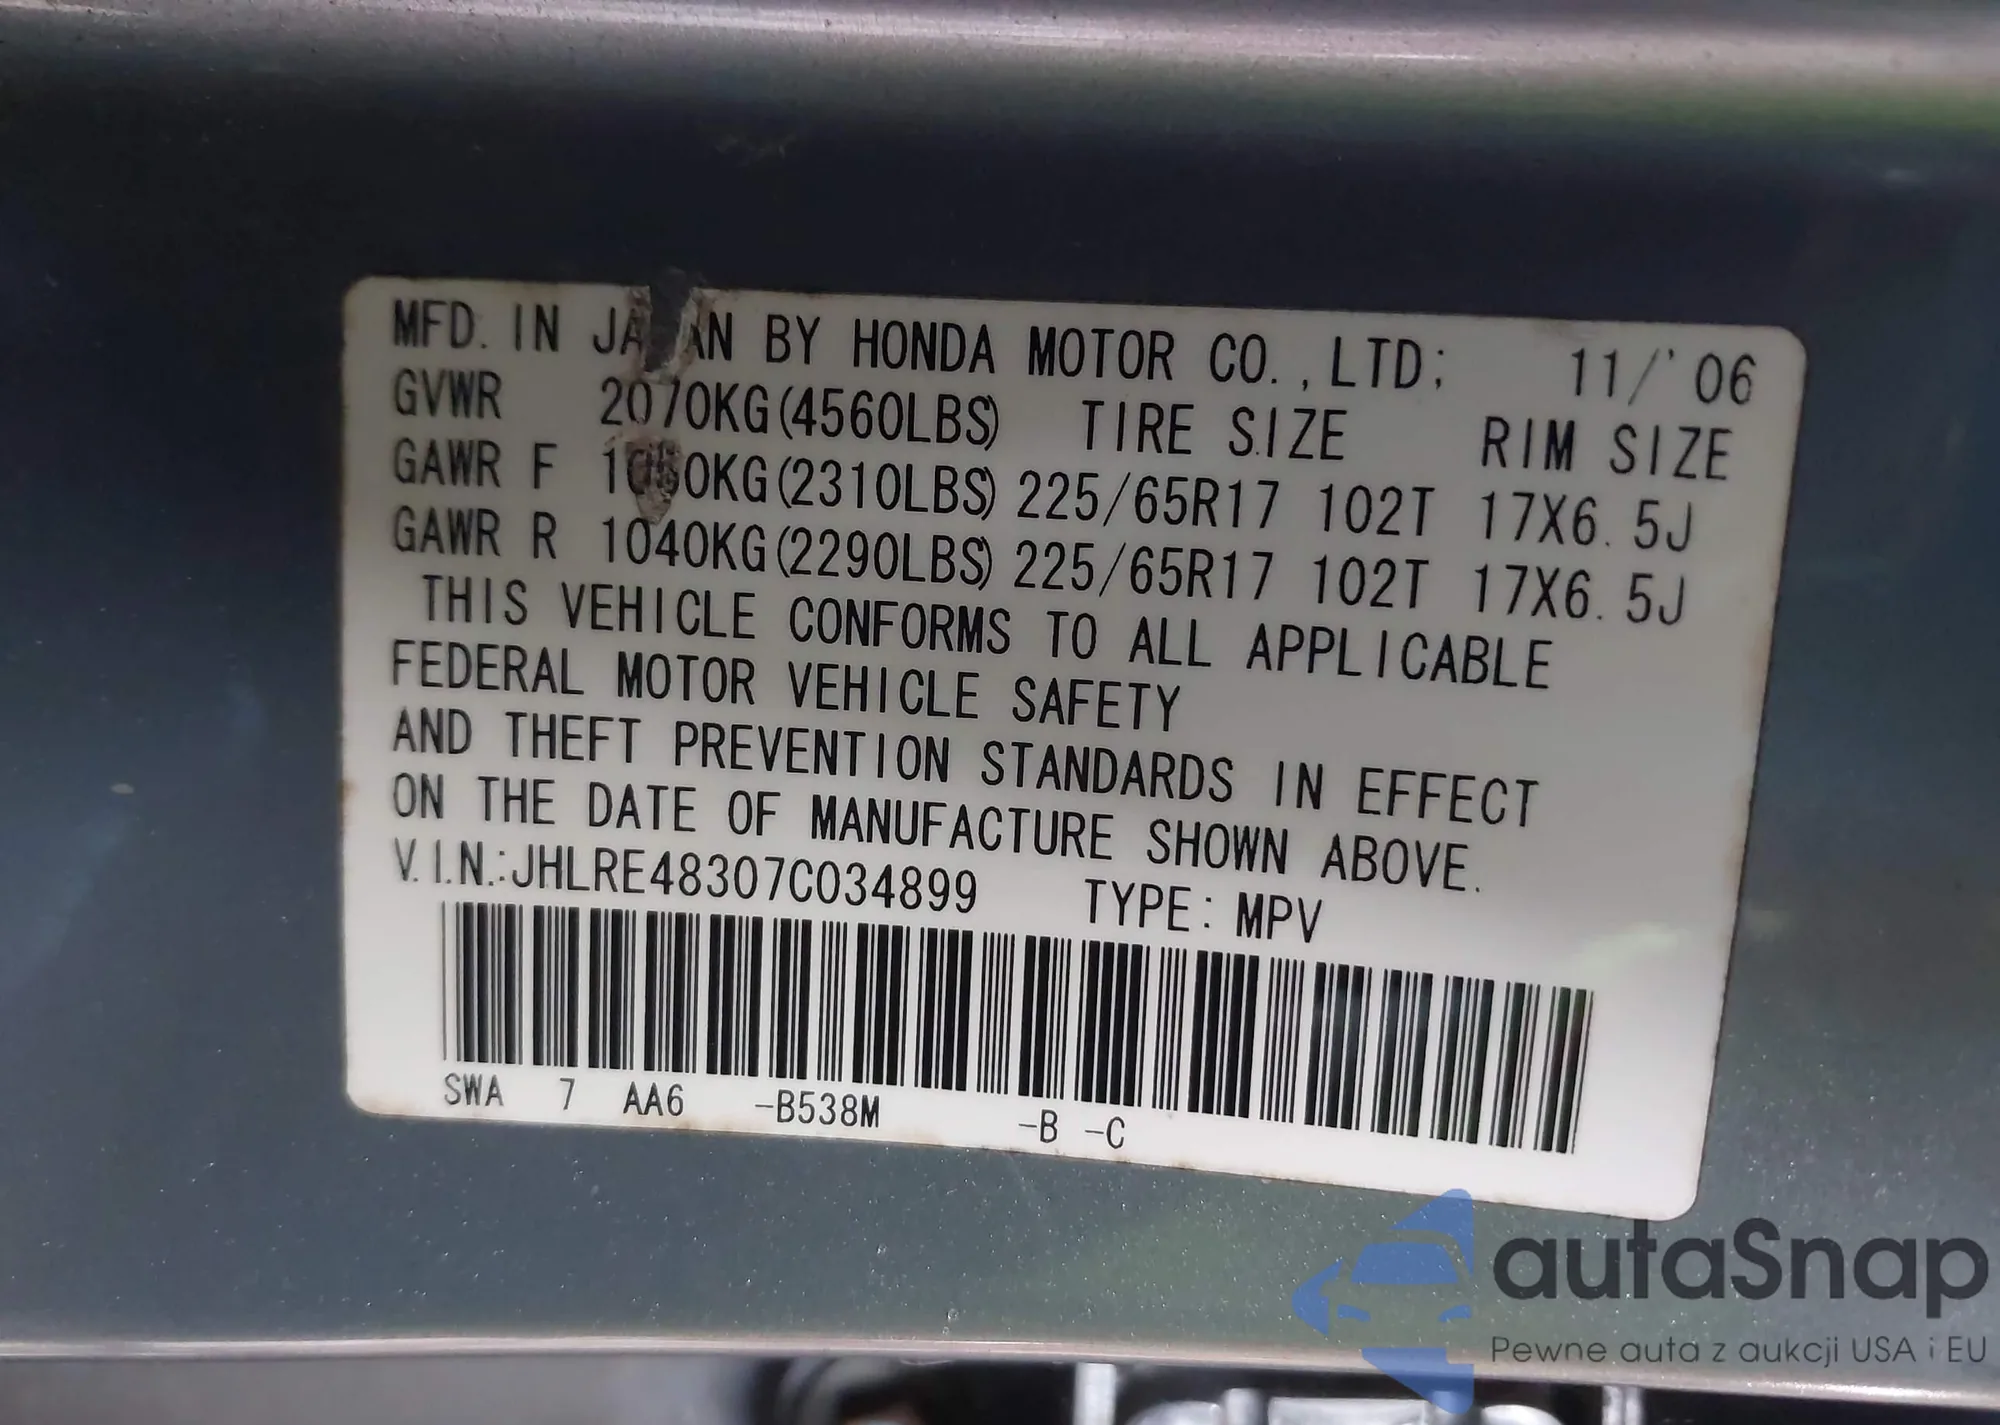 MFD. IN JAPAN BY HONDA MOTOR CO.,LTD; 11/'06
GVWR 2070KG(4560LBS) TIRE SIZE RIM SIZE
GAWR F 1050KG(2310LBS) 225/65R17 102T 17X6.5J
GAWR R 1040KG(2290LBS) 225/65R17 102T 17X6.5J
THIS VEHICLE CONFORMS TO ALL APPLICABLE
FEDERAL MOTOR VEHICLE SAFETY
AND THEFT PREVENTION STANDARDS IN EFFECT
ON THE DATE OF MANUFACTURE SHOWN ABOVE.
V.I.N.:JHLRE48307C034899 TYPE: MPV
SWA 7 AA6 -B538M -B -C
autaSnap
Pewne auta z aukcji USA i EU